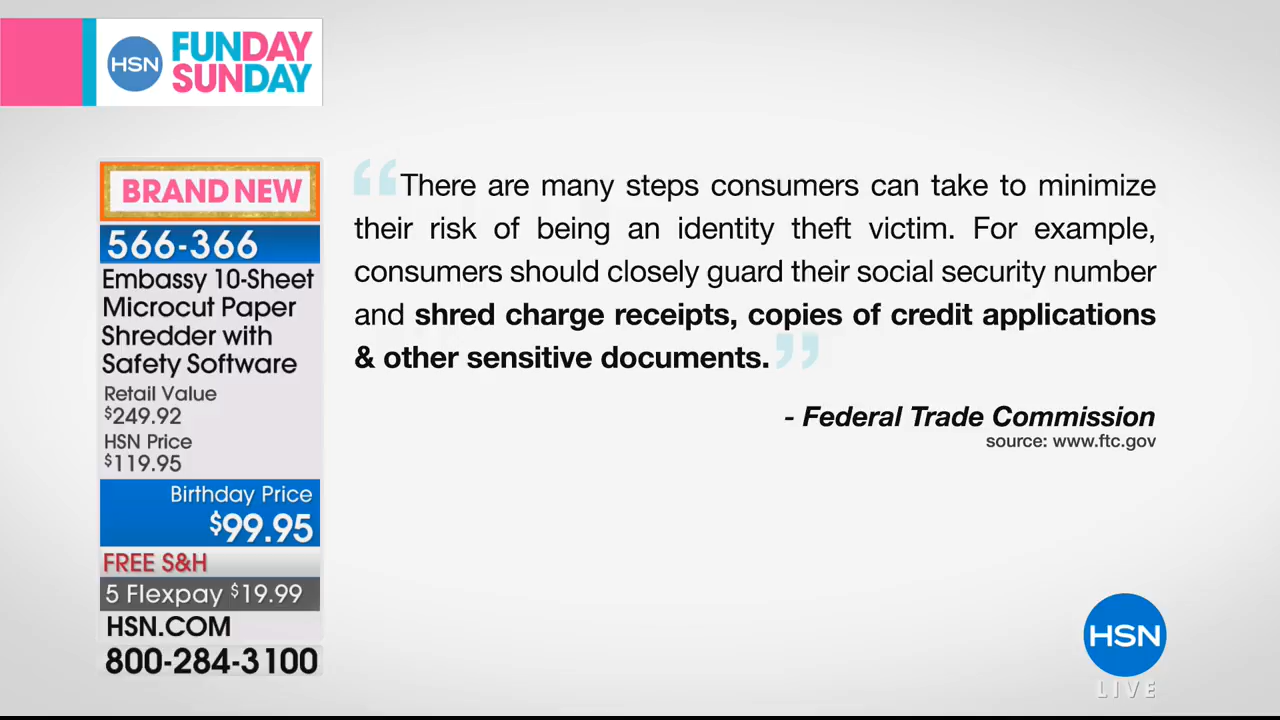 HSN
FUNDAY
SUNDAY
BRAND NEW
566-366
Embassy 10-Sheet
Microcut Paper
Shredder with
Safety Software
Retail Value
$249.92
HSN Price
$119.95
Birthday Price
$99.95
FREE S&H
5 Flexpay $19.99
HSN.COM
800-284-3100
“There are many steps consumers can take to minimize
their risk of being an identity theft victim. For example,
consumers should closely guard their social security number
and shred charge receipts, copies of credit applications
& other sensitive documents.”
- Federal Trade Commission
source: www.ftc.gov
HSN
LIVE